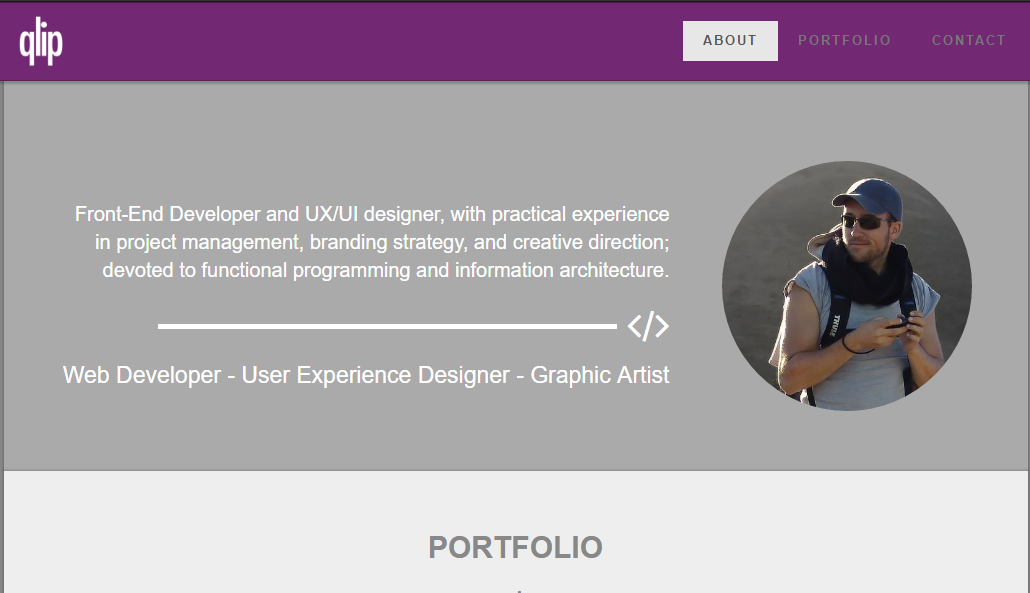 qlip
ABOUT PORTFOLIO CONTACT
Front-End Developer and UX/UI designer, with practical experience
in project management, branding strategy, and creative direction;
devoted to functional programming and information architecture.
</>
Web Developer - User Experience Designer - Graphic Artist
THULE
PORTFOLIO